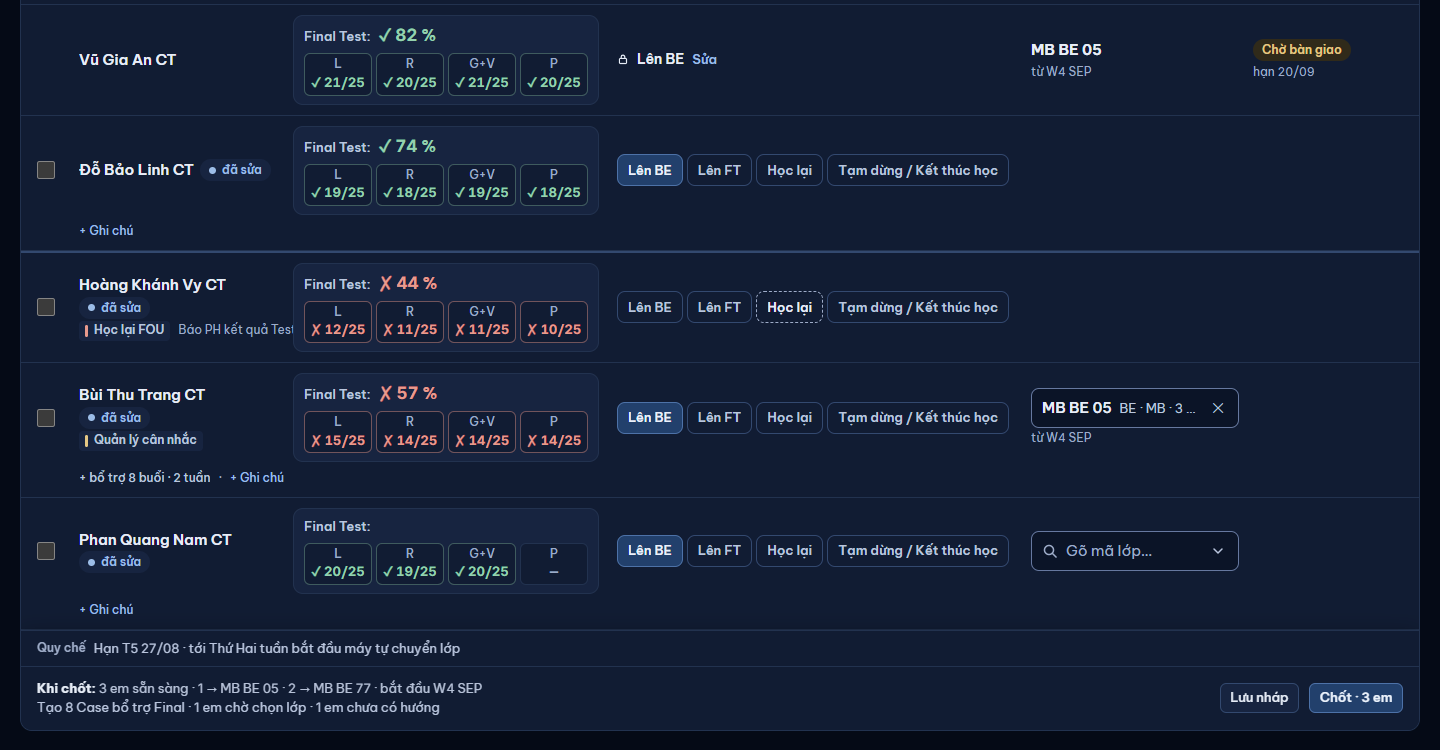 Vũ Gia An CT
Final Test: ✓ 82 %
L R G+V P
✓ 21/25 ✓ 20/25 ✓ 21/25 ✓ 20/25
Lên BE Sửa
MB BE 05
từ W4 SEP
Chờ bàn giao
hạn 20/09
Đỗ Bảo Linh CT • đã sửa
Final Test: ✓ 74 %
L R G+V P
✓ 19/25 ✓ 18/25 ✓ 19/25 ✓ 18/25
Lên BE Lên FT Học lại Tạm dừng / Kết thúc học
+ Ghi chú
Hoàng Khánh Vy CT
• đã sửa
Học lại FOU Báo PH kết quả Test
Final Test: ✗ 44 %
L R G+V P
✗ 12/25 ✗ 11/25 ✗ 11/25 ✗ 10/25
Lên BE Lên FT Học lại Tạm dừng / Kết thúc học
Bùi Thu Trang CT
• đã sửa
Quản lý cân nhắc
Final Test: ✗ 57 %
L R G+V P
✗ 15/25 ✗ 14/25 ✗ 14/25 ✗ 14/25
Lên BE Lên FT Học lại Tạm dừng / Kết thúc học
MB BE 05 BE · MB · 3 ...
từ W4 SEP
+ bổ trợ 8 buổi · 2 tuần · + Ghi chú
Phan Quang Nam CT
• đã sửa
Final Test:
L R G+V P
✓ 20/25 ✓ 19/25 ✓ 20/25 –
Lên BE Lên FT Học lại Tạm dừng / Kết thúc học
Gõ mã lớp...
+ Ghi chú
Quy chế Hạn T5 27/08 · tới Thứ Hai tuần bắt đầu máy tự chuyển lớp
Khi chốt: 3 em sẵn sàng · 1 → MB BE 05 · 2 → MB BE 77 · bắt đầu W4 SEP
Tạo 8 Case bổ trợ Final · 1 em chờ chọn lớp · 1 em chưa có hướng
Lưu nháp Chốt · 3 em